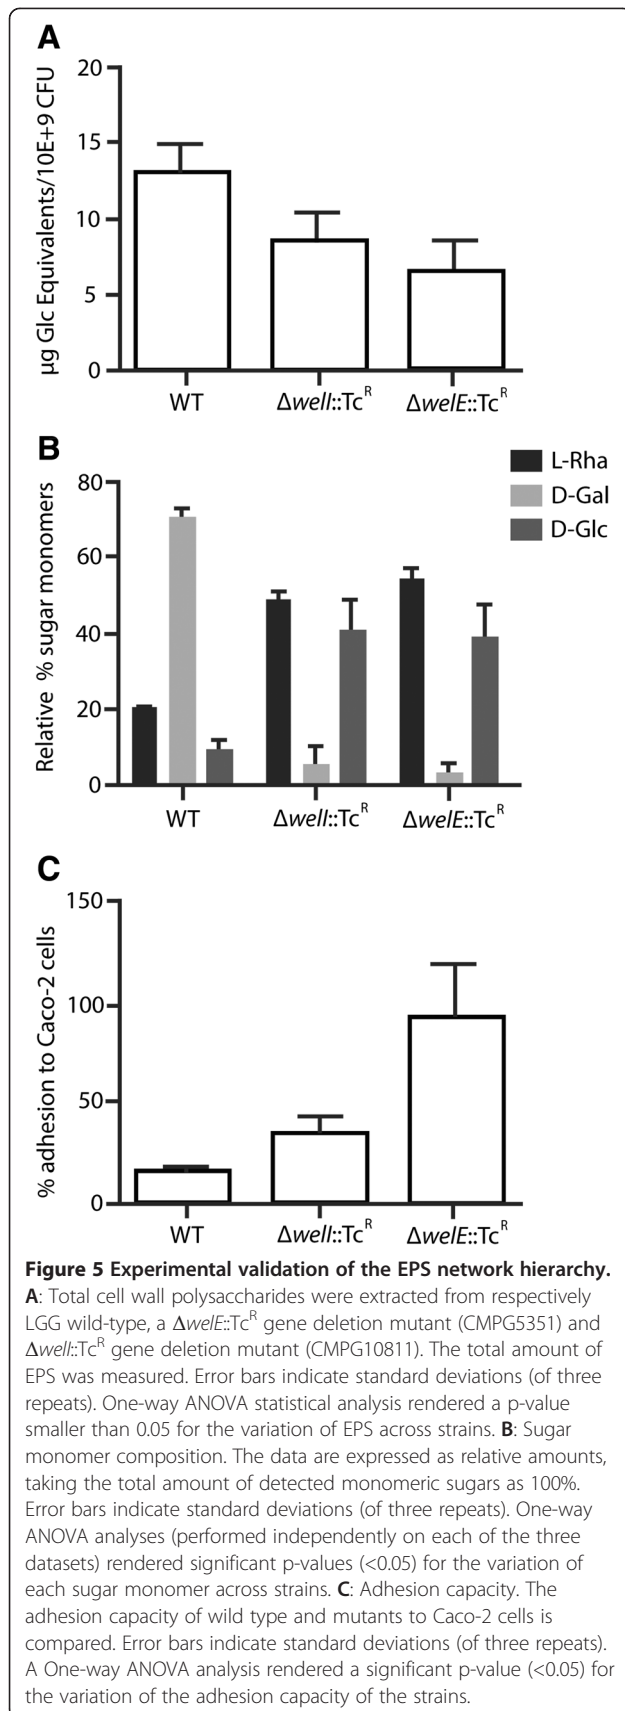 A
µg Glc Equivalents/10E+9 CFU
20
15
10
5
0
WT
ΔwelI::Tc^R
ΔwelE::Tc^R
B
L-Rha
D-Gal
D-Glc
Relative % sugar monomers
80
60
40
20
0
WT
ΔwelI::Tc^R
ΔwelE::Tc^R
C
% adhesion to Caco-2 cells
150
100
50
0
WT
ΔwelI::Tc^R
ΔwelE::Tc^R
Figure 5 Experimental validation of the EPS network hierarchy.
A: Total cell wall polysaccharides were extracted from respectively
LGG wild-type, a ΔwelE::Tc^R gene deletion mutant (CMPG5351) and
ΔwelI::Tc^R gene deletion mutant (CMPG10811). The total amount of
EPS was measured. Error bars indicate standard deviations (of three
repeats). One-way ANOVA statistical analysis rendered a p-value
smaller than 0.05 for the variation of EPS across strains. B: Sugar
monomer composition. The data are expressed as relative amounts,
taking the total amount of detected monomeric sugars as 100%.
Error bars indicate standard deviations (of three repeats). One-way
ANOVA analyses (performed independently on each of the three
datasets) rendered significant p-values (<0.05) for the variation of
each sugar monomer across strains. C: Adhesion capacity. The
adhesion capacity of wild type and mutants to Caco-2 cells is
compared. Error bars indicate standard deviations (of three repeats).
A One-way ANOVA analysis rendered a significant p-value (<0.05) for
the variation of the adhesion capacity of the strains.